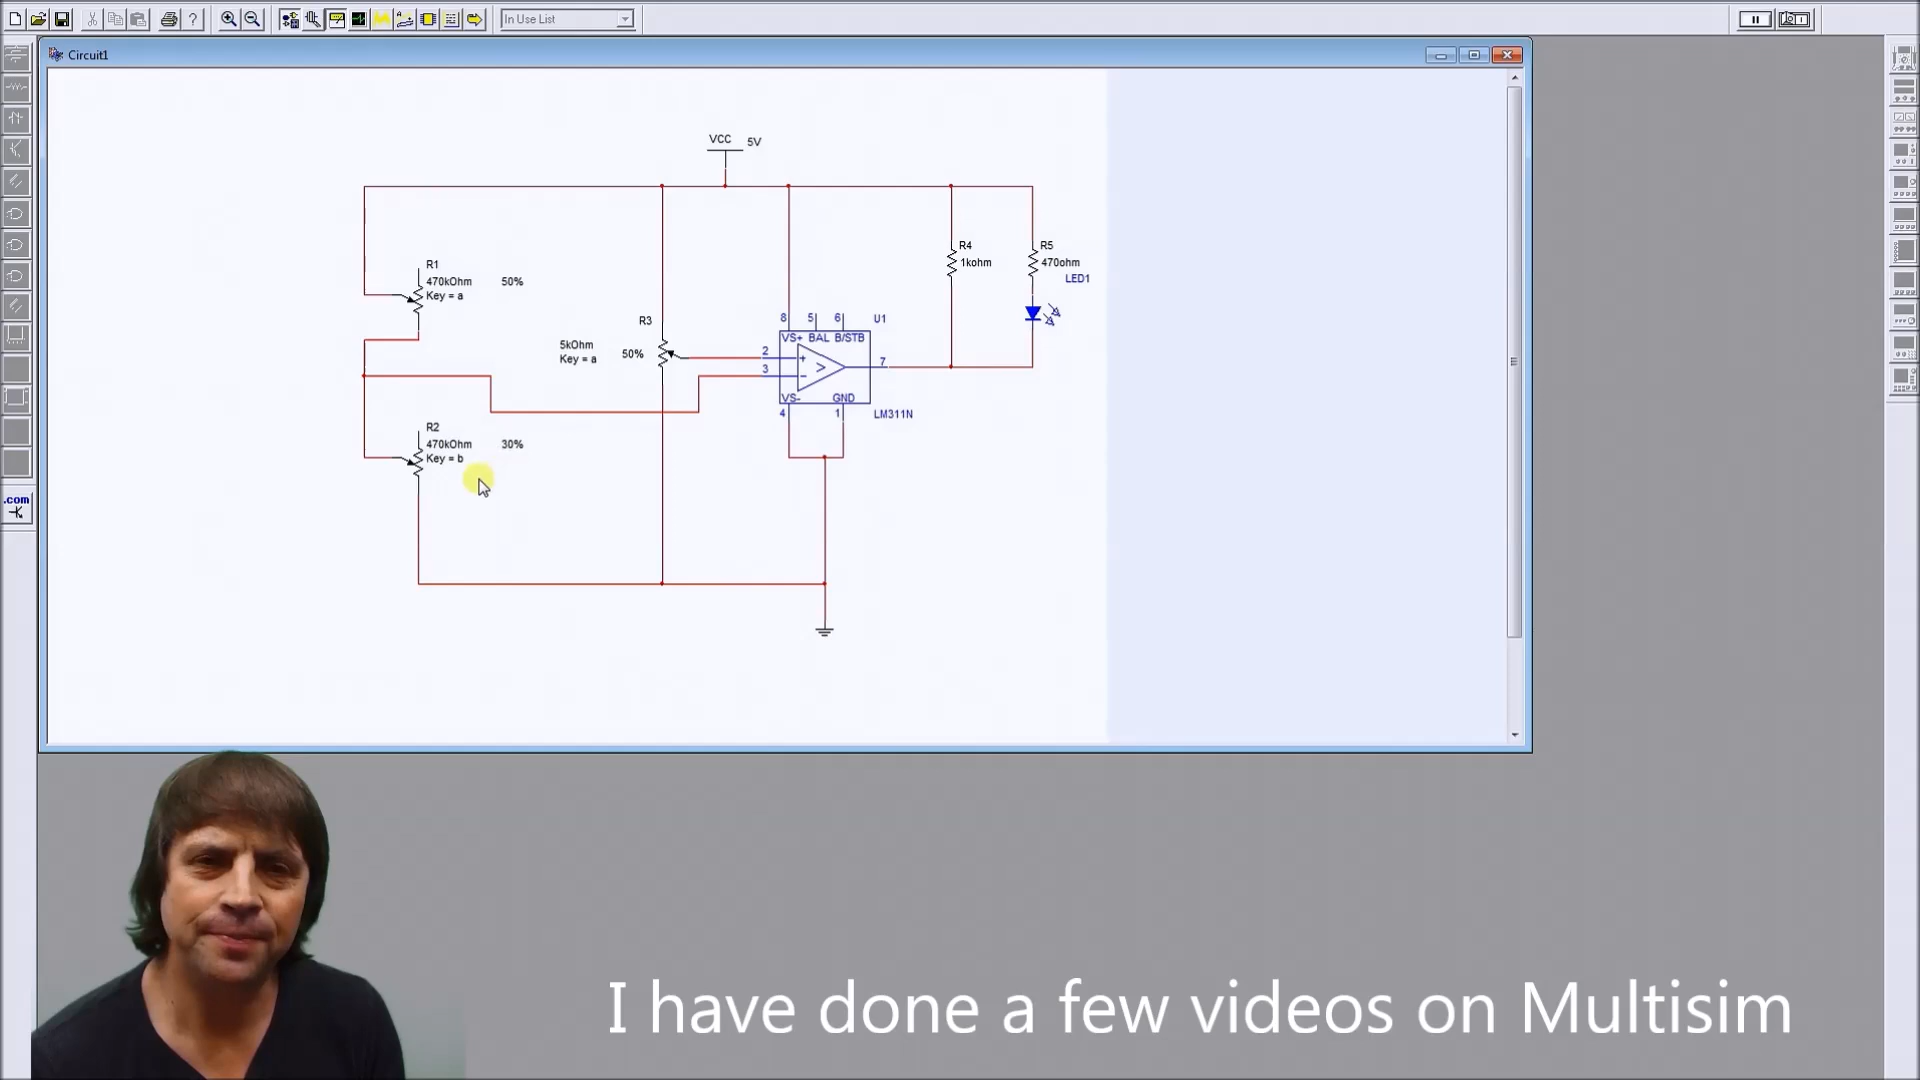 In Use List
Circuit1
VCC 5V
R1
470kOhm 50%
Key = a
R2
470kOhm 30%
Key = b
R3
5kOhm
Key = a 50%
8 5 6 U1
VS+ BAL B/STB
2
3
7
VS- GND
4 1 LM311N
R4
1kohm
R5
470ohm
LED1
.com
I have done a few videos on Multisim